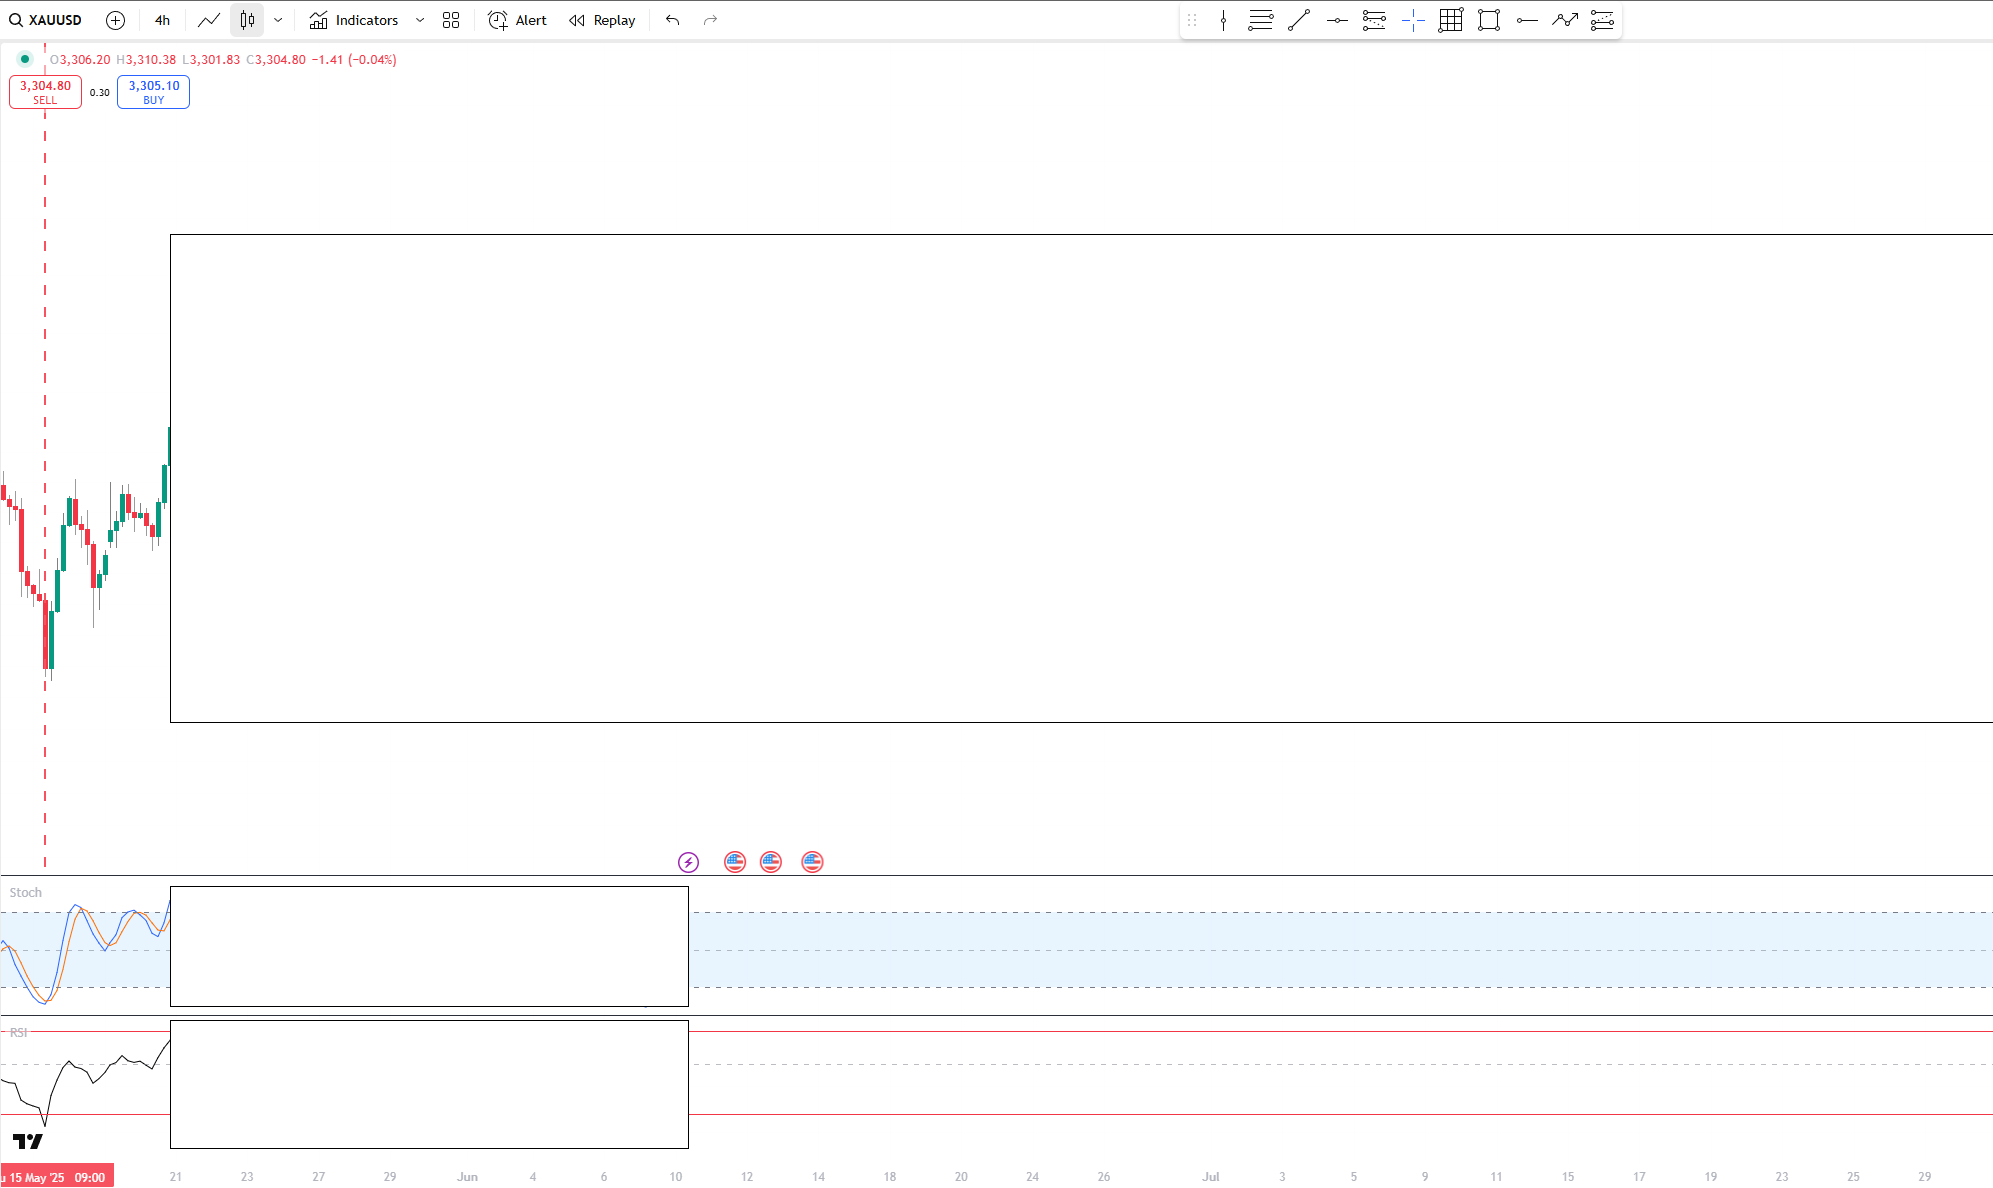 XAUUSD 4h Indicators Alert Replay
O3,306.20 H3,310.38 L3,301.83 C3,304.80 −1.41 (−0.04%)
3,304.80 SELL 0.30 3,305.10 BUY
Stoch
RSI
u 15 May '25 09:00 21 23 27 29 Jun 4 6 10 12 14 18 20 24 26 Jul 3 5 9 11 15 17 19 23 25 29